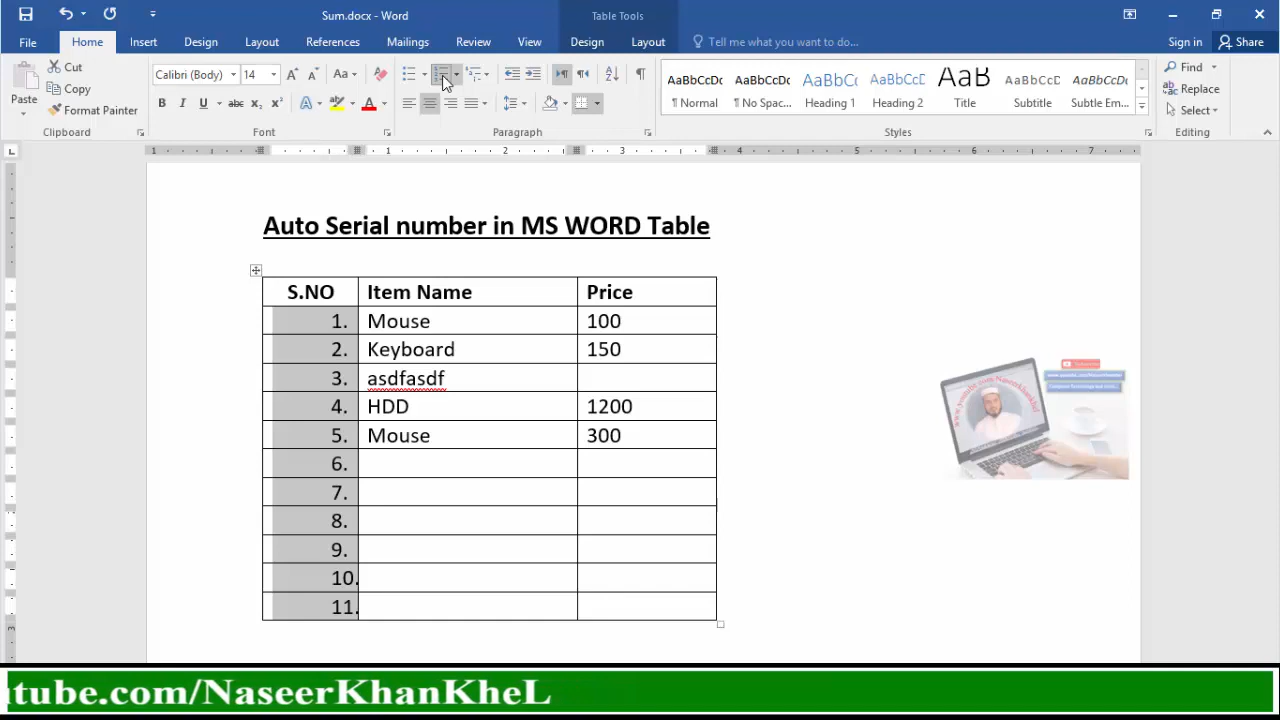 Sum.docx - Word
Table Tools
File
Home
Insert
Design
Layout
References
Mailings
Review
View
Design
Layout
Tell me what you want to do...
Sign in
Share
Paste
Cut
Copy
Format Painter
Clipboard
Calibri (Body)
14
Font
Paragraph
AaBbCcDc
¶ Normal
AaBbCcDc
¶ No Spac...
AaBbCc
Heading 1
AaBbCcD
Heading 2
AaB
Title
AaBbCcD
Subtitle
AaBbCcDt
Subtle Em...
Styles
Find
Replace
Select
Editing
Auto Serial number in MS WORD Table
S.NO Item Name Price
1. Mouse 100
2. Keyboard 150
3. asdfasdf
4. HDD 1200
5. Mouse 300
6.
7.
8.
9.
10.
11.
utube.com/NaseerKhanKheL